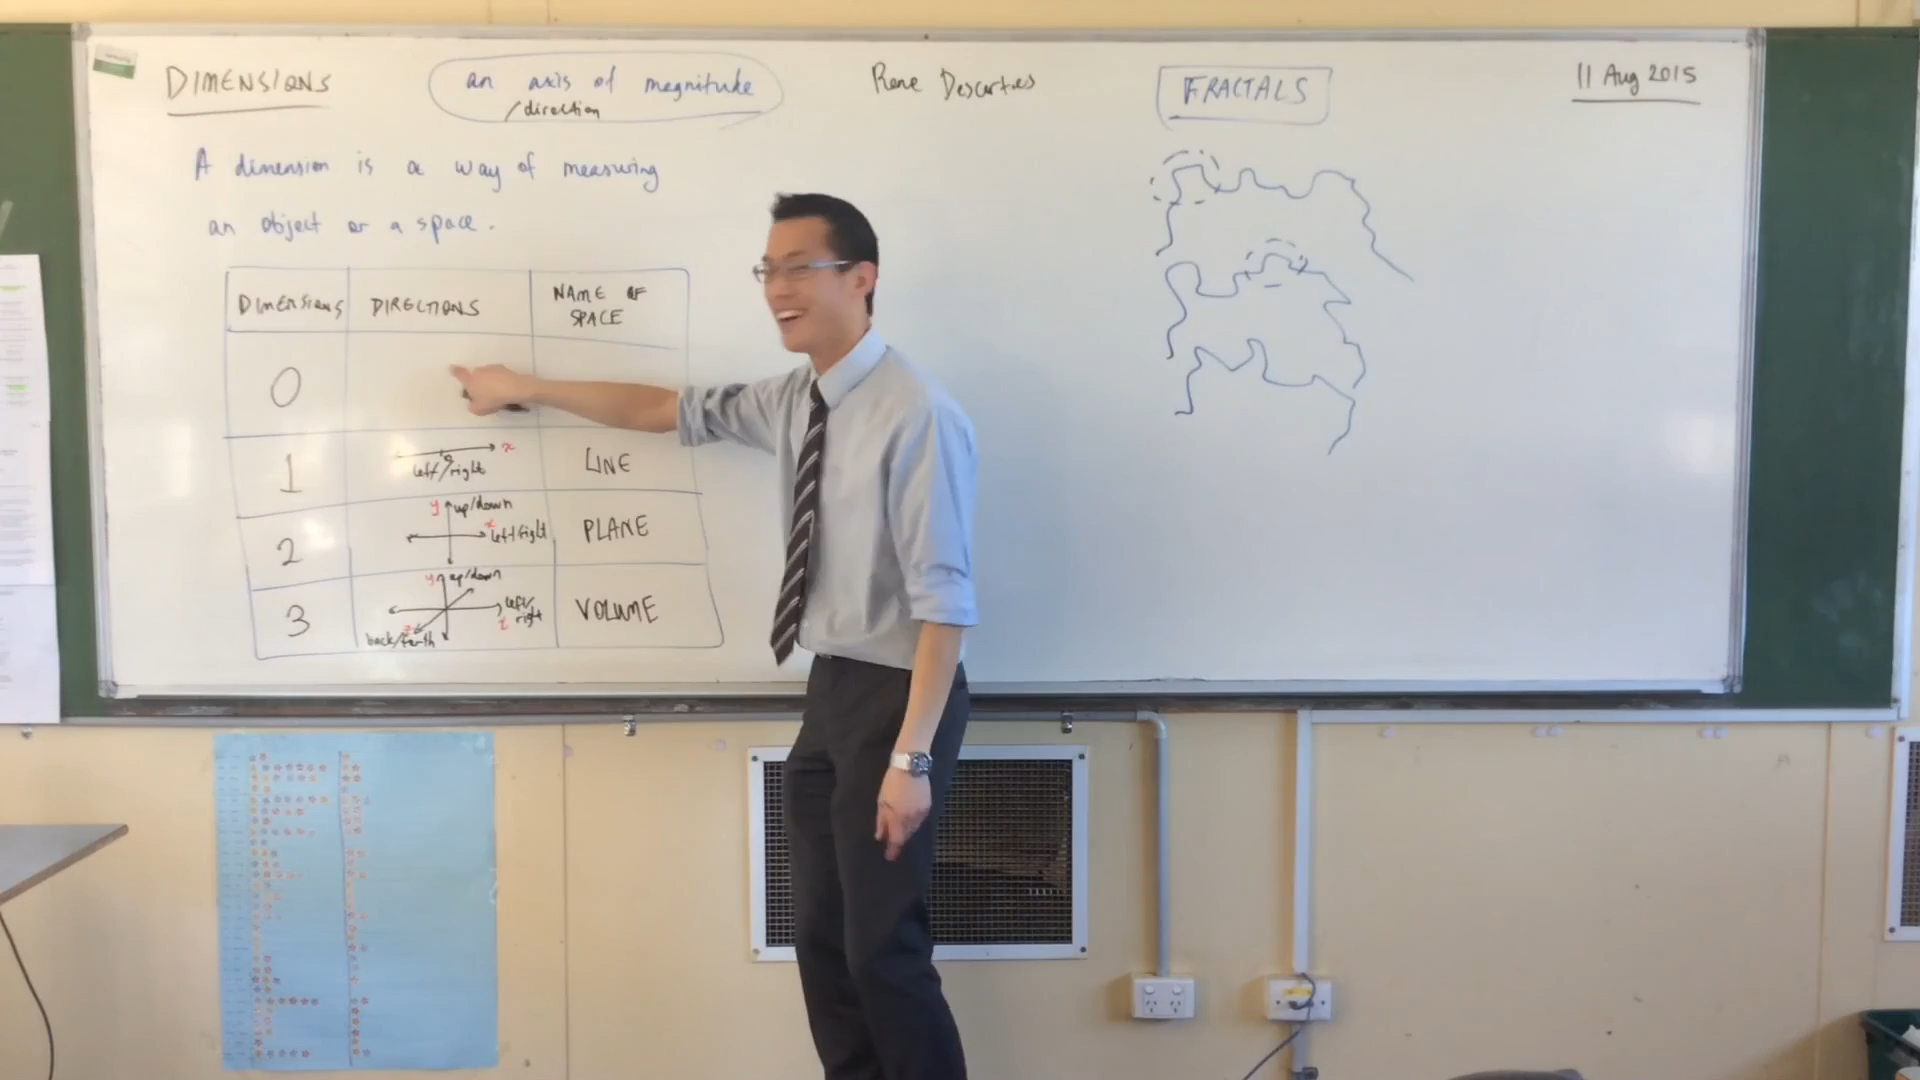 DIMENSIONS
an axis of magnitude
/direction
Rene Descartes
FRACTALS
11 Aug 2015
A dimension is a way of measuring
an object or a space.
DIMENSIONS DIRECTIONS NAME OF SPACE
0
1 x left/right LINE
2 y up/down x left/right PLANE
3 y up/down left/right z back/forth VOLUME